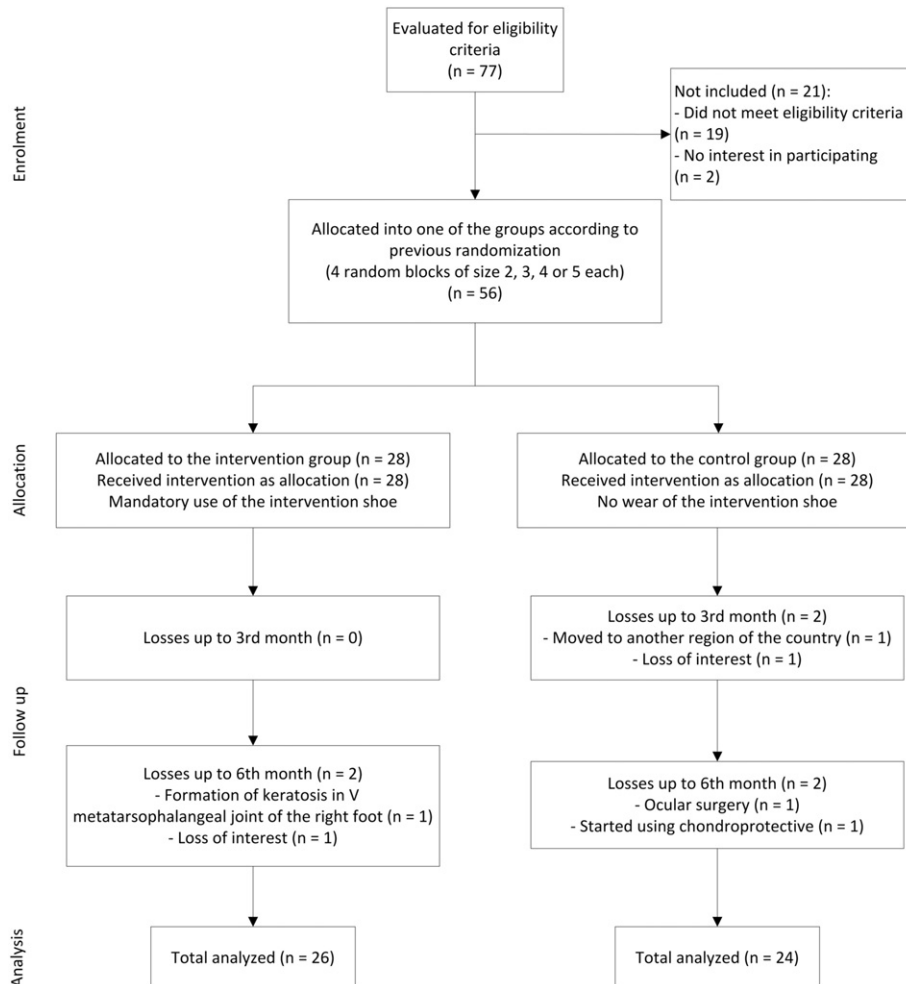 Evaluated for eligibility
criteria
(n = 77)
Not included (n = 21):
- Did not meet eligibility criteria
(n = 19)
- No interest in participating
(n = 2)
Enrolment
Allocated into one of the groups according to
previous randomization
(4 random blocks of size 2, 3, 4 or 5 each)
(n = 56)
Allocation
Allocated to the intervention group (n = 28)
Received intervention as allocation (n = 28)
Mandatory use of the intervention shoe
Allocated to the control group (n = 28)
Received intervention as allocation (n = 28)
No wear of the intervention shoe
Follow up
Losses up to 3rd month (n = 0)
Losses up to 3rd month (n = 2)
- Moved to another region of the country (n = 1)
- Loss of interest (n = 1)
Losses up to 6th month (n = 2)
- Formation of keratosis in V
metatarsophalangeal joint of the right foot (n = 1)
- Loss of interest (n = 1)
Losses up to 6th month (n = 2)
- Ocular surgery (n = 1)
- Started using chondroprotective (n = 1)
Analysis
Total analyzed (n = 26)
Total analyzed (n = 24)